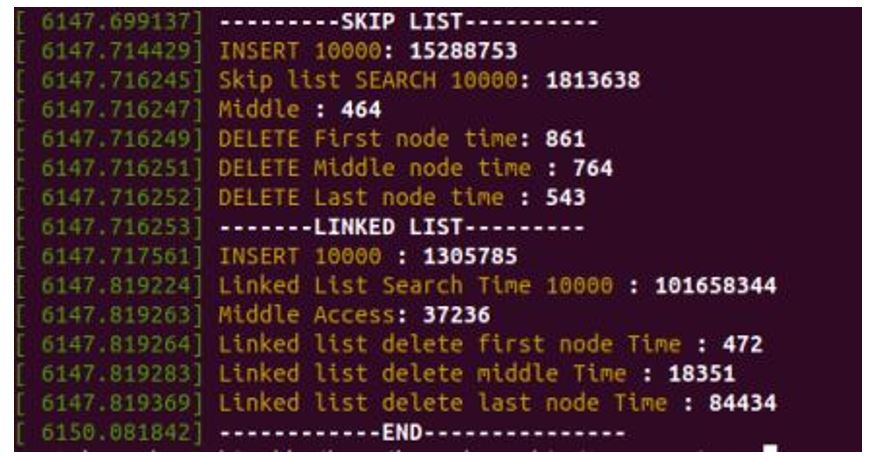 [ 6147.699137] ---------SKIP LIST----------
[ 6147.714429] INSERT 10000: 15288753
[ 6147.716245] Skip list SEARCH 10000: 1813638
[ 6147.716247] Middle : 464
[ 6147.716249] DELETE First node time: 861
[ 6147.716251] DELETE Middle node time : 764
[ 6147.716252] DELETE Last node time : 543
[ 6147.716253] -------LINKED LIST---------
[ 6147.717561] INSERT 10000 : 1305785
[ 6147.819224] Linked List Search Time 10000 : 101658344
[ 6147.819263] Middle Access: 37236
[ 6147.819264] Linked list delete first node Time : 472
[ 6147.819283] Linked list delete middle Time : 18351
[ 6147.819369] Linked list delete last node Time : 84434
[ 6150.081842] ------------END---------------